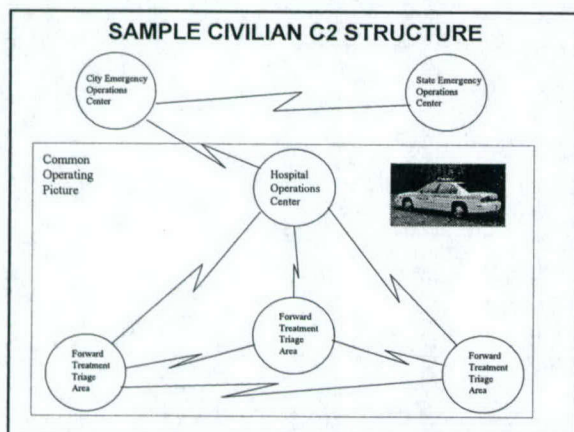 SAMPLE CIVILIAN C2 STRUCTURE
City Emergency
Operations
Center
State Emergency
Operations
Center
Common
Operating
Picture
Hospital
Operations
Center
Forward
Treatment
Triage
Area
Forward
Treatment
Triage
Area
Forward
Treatment
Triage
Area